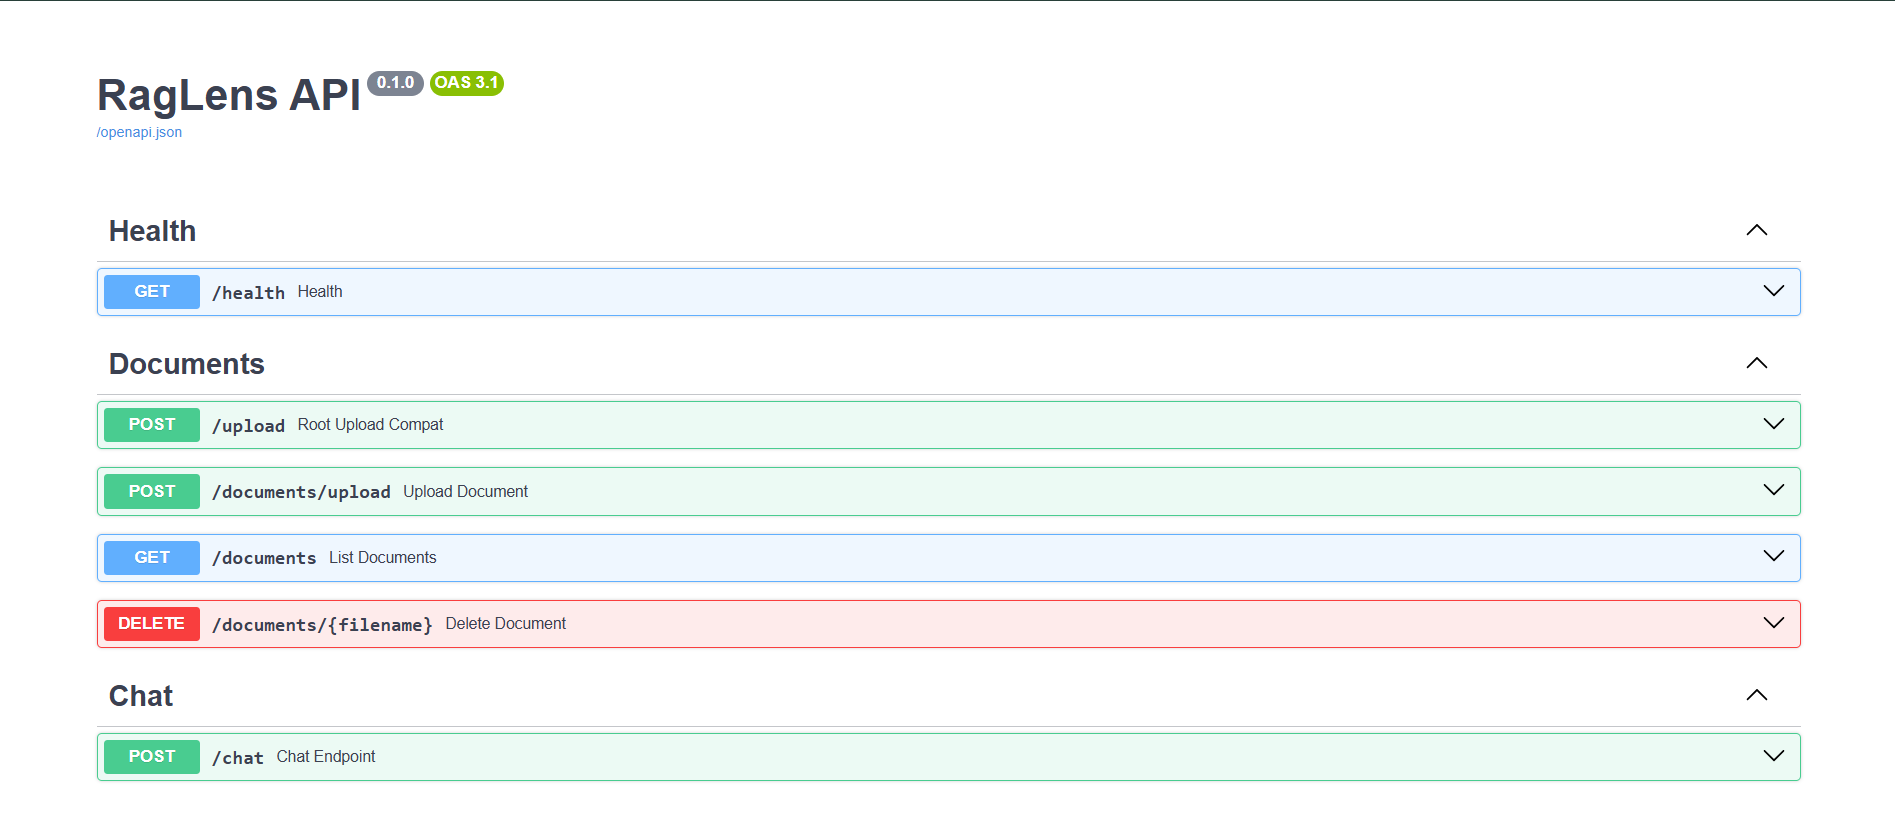 RagLens API 0.1.0 OAS 3.1
/openapi.json
Health
GET /health Health
Documents
POST /upload Root Upload Compat
POST /documents/upload Upload Document
GET /documents List Documents
DELETE /documents/{filename} Delete Document
Chat
POST /chat Chat Endpoint